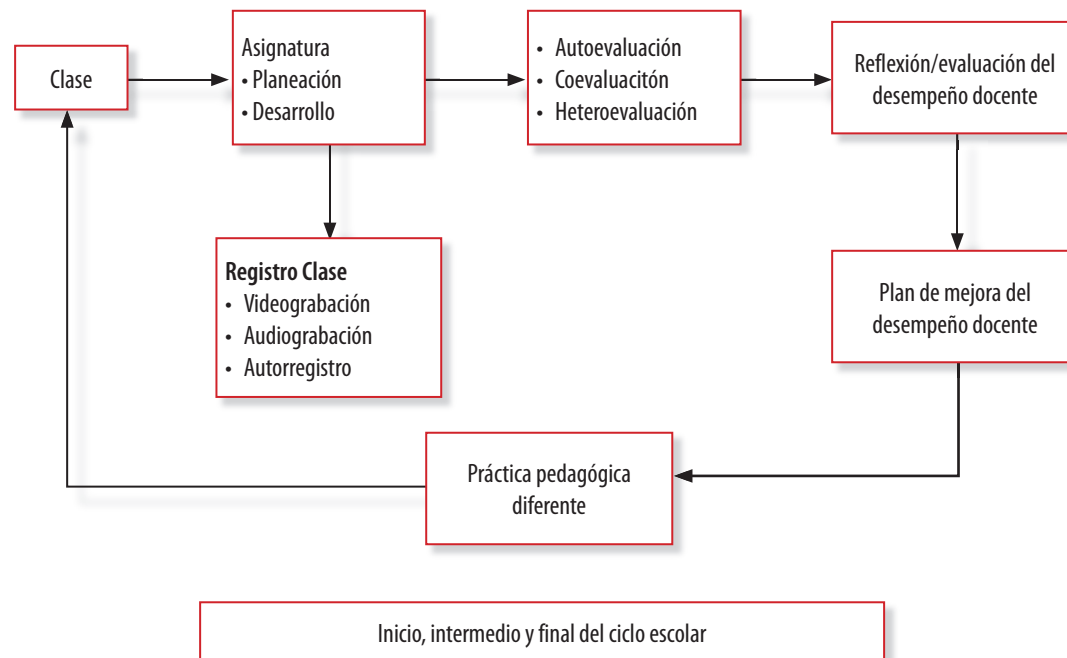 Clase
Asignatura
• Planeación
• Desarrollo
• Autoevaluación
• Coevaluacitón
• Heteroevaluación
Reflexión/evaluación del
desempeño docente
Registro Clase
• Videograbación
• Audiograbación
• Autorregistro
Plan de mejora del
desempeño docente
Práctica pedagógica
diferente
Inicio, intermedio y final del ciclo escolar